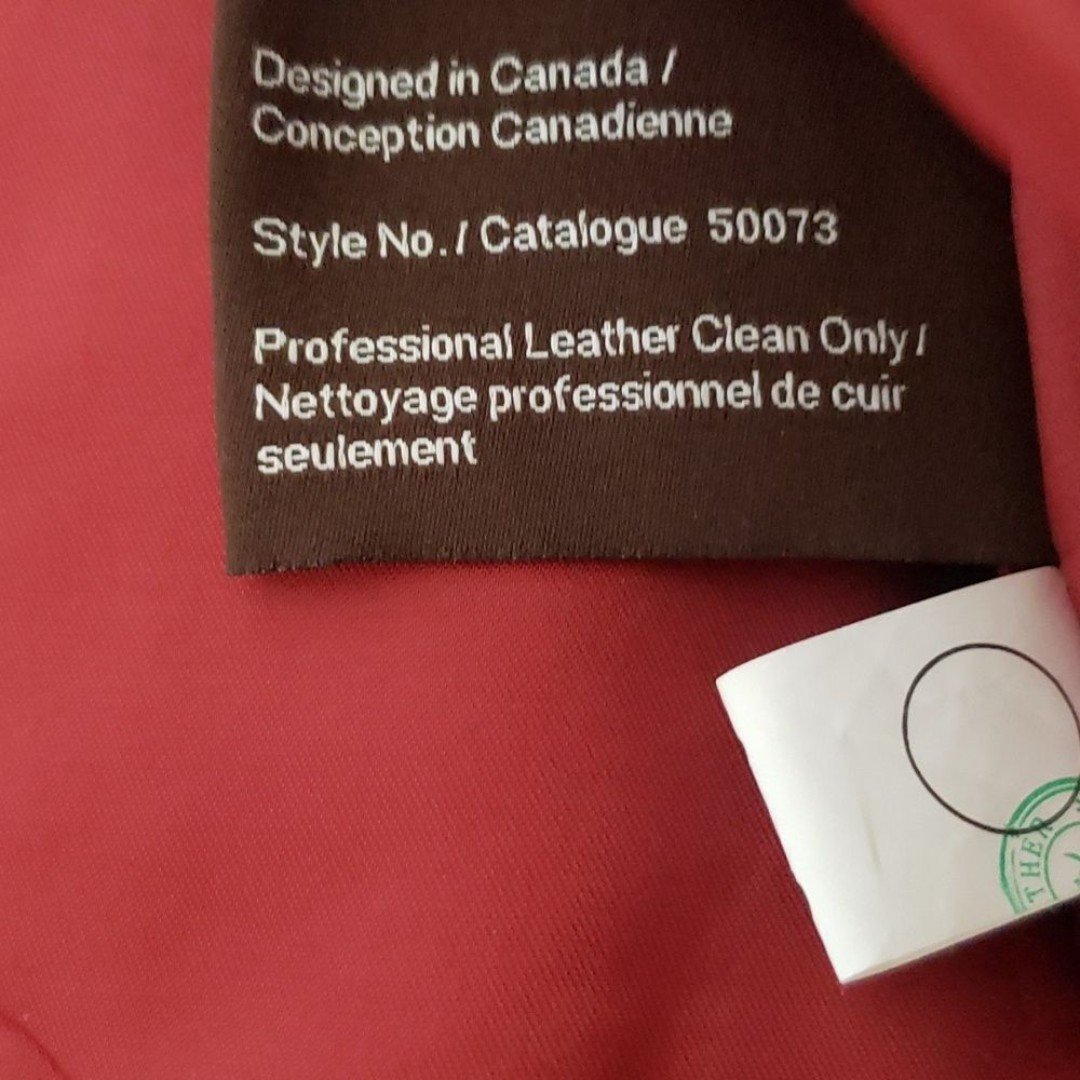 Designed in Canada /
Conception Canadienne
Style No. / Catalogue 50073
Professional Leather Clean Only /
Nettoyage professionnel de cuir
seulement